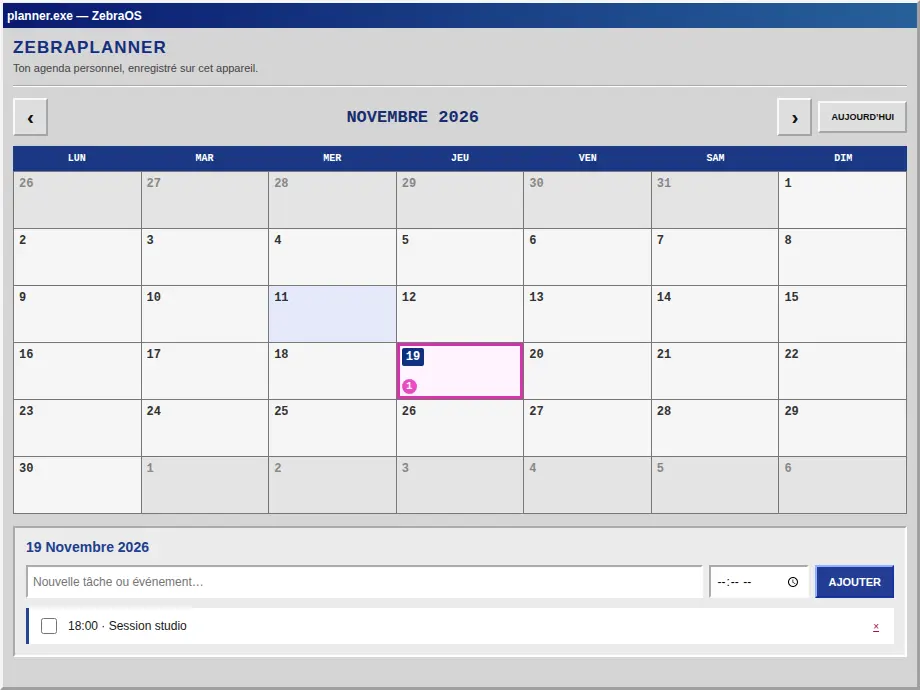 planner.exe — ZebraOS
ZEBRAPLANNER
Ton agenda personnel, enregistré sur cet appareil.
‹ NOVEMBRE 2026 › AUJOURD'HUI
LUN MAR MER JEU VEN SAM DIM
26 27 28 29 30 31 1
2 3 4 5 6 7 8
9 10 11 12 13 14 15
16 17 18 19 20 21 22
1
23 24 25 26 27 28 29
30 1 2 3 4 5 6
19 Novembre 2026
Nouvelle tâche ou événement… --:-- -- AJOUTER
18:00 · Session studio ×